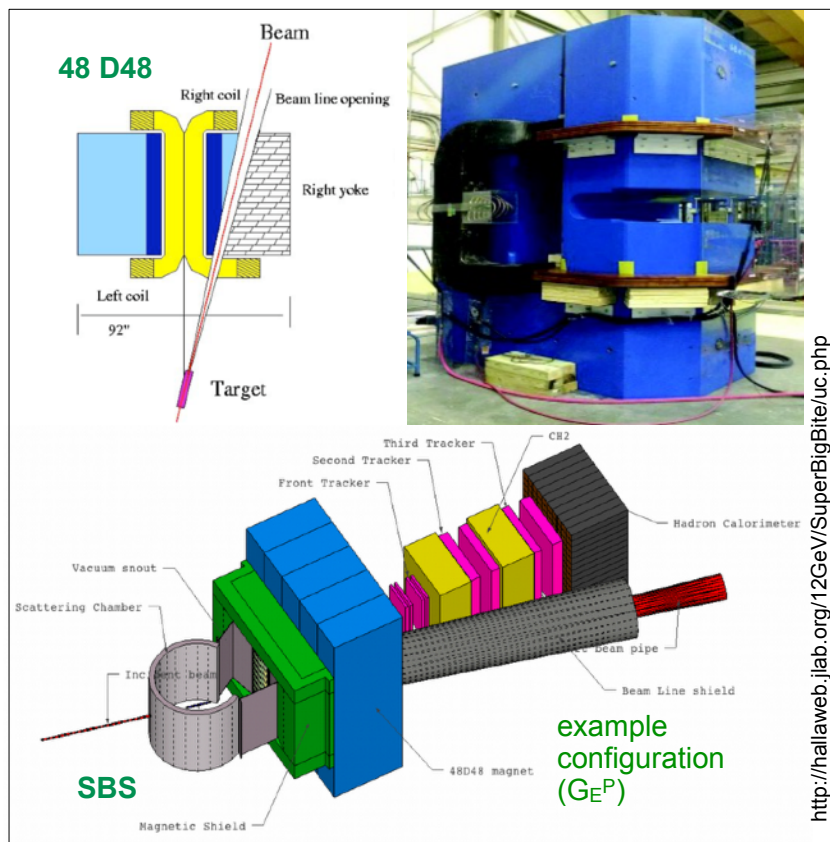 Beam
48 D48
Right coil
Beam line opening
Right yoke
Left coil
92"
Target
CH2
Third Tracker
Second Tracker
Front Tracker
Hadron Calorimeter
Vacuum snout
Scattering Chamber
beam pipe
Beam Line shield
example
configuration
(GEP)
48D48 magnet
SBS
Magnetic Shield
http://hallaweb.jlab.org/12GeV/SuperBigBite/uc.php